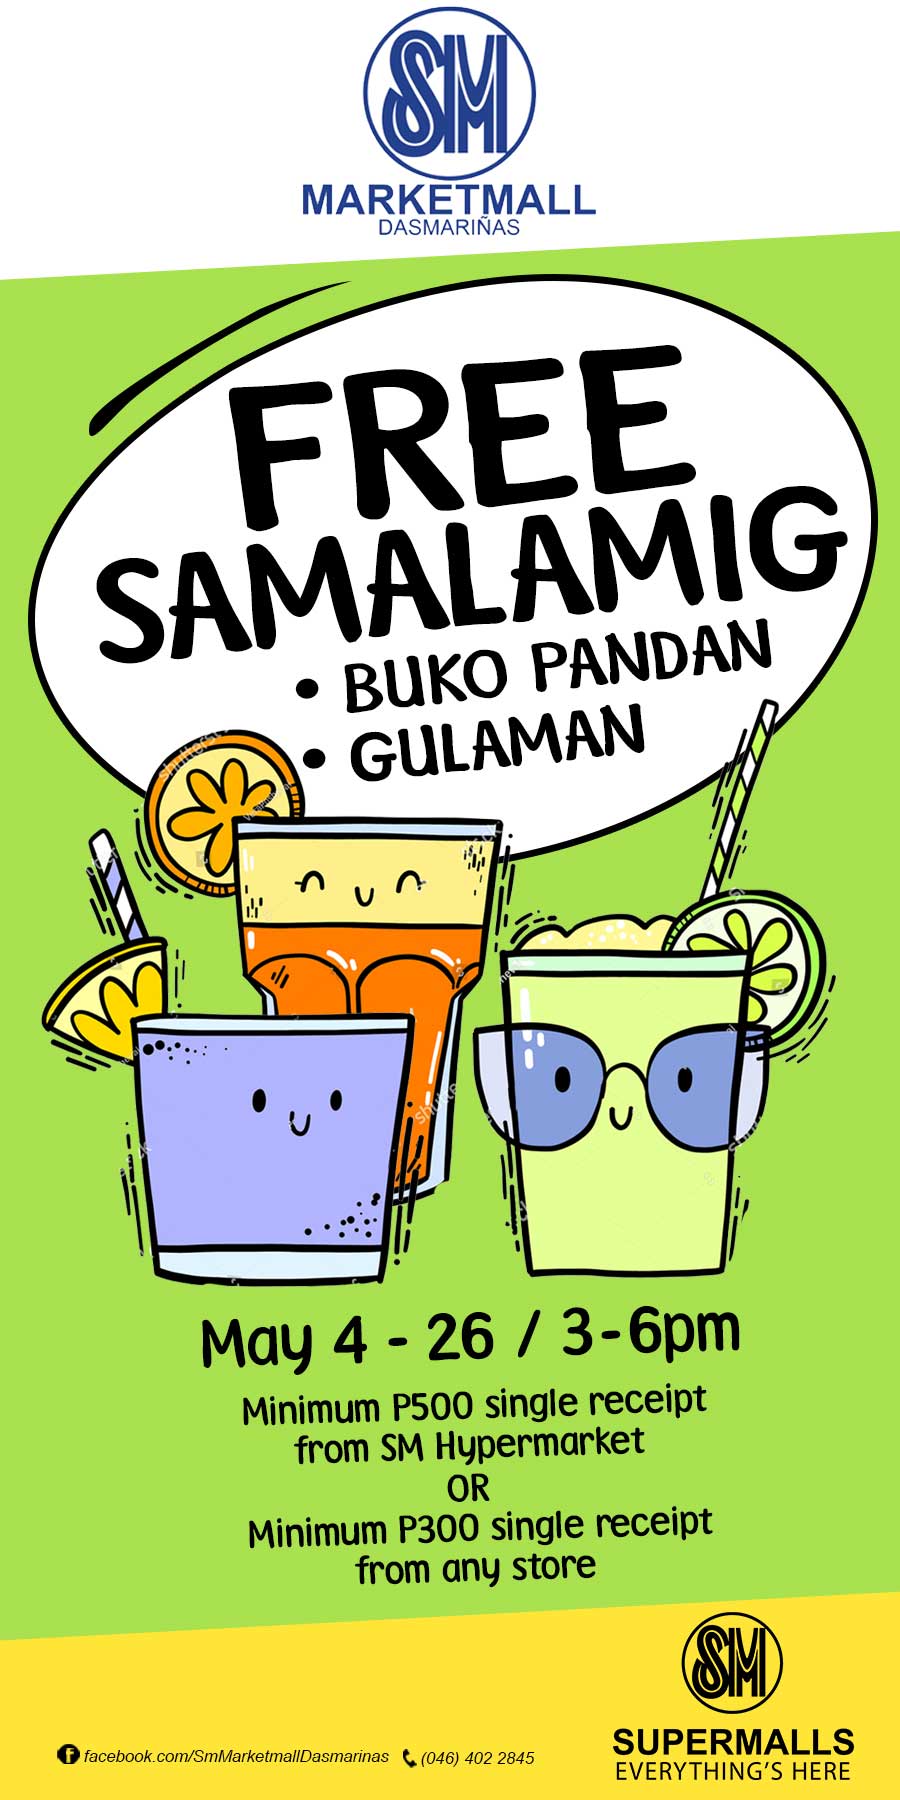 SM
MARKETMALL
DASMARIÑAS
FREE
SAMALAMIG
• BUKO PANDAN
• GULAMAN
May 4 - 26 / 3-6pm
Minimum P500 single receipt
from SM Hypermarket
OR
Minimum P300 single receipt
from any store
SM
SUPERMALLS
EVERYTHING'S HERE
f facebook.com/SmMarketmallDasmarinas (046) 402 2845